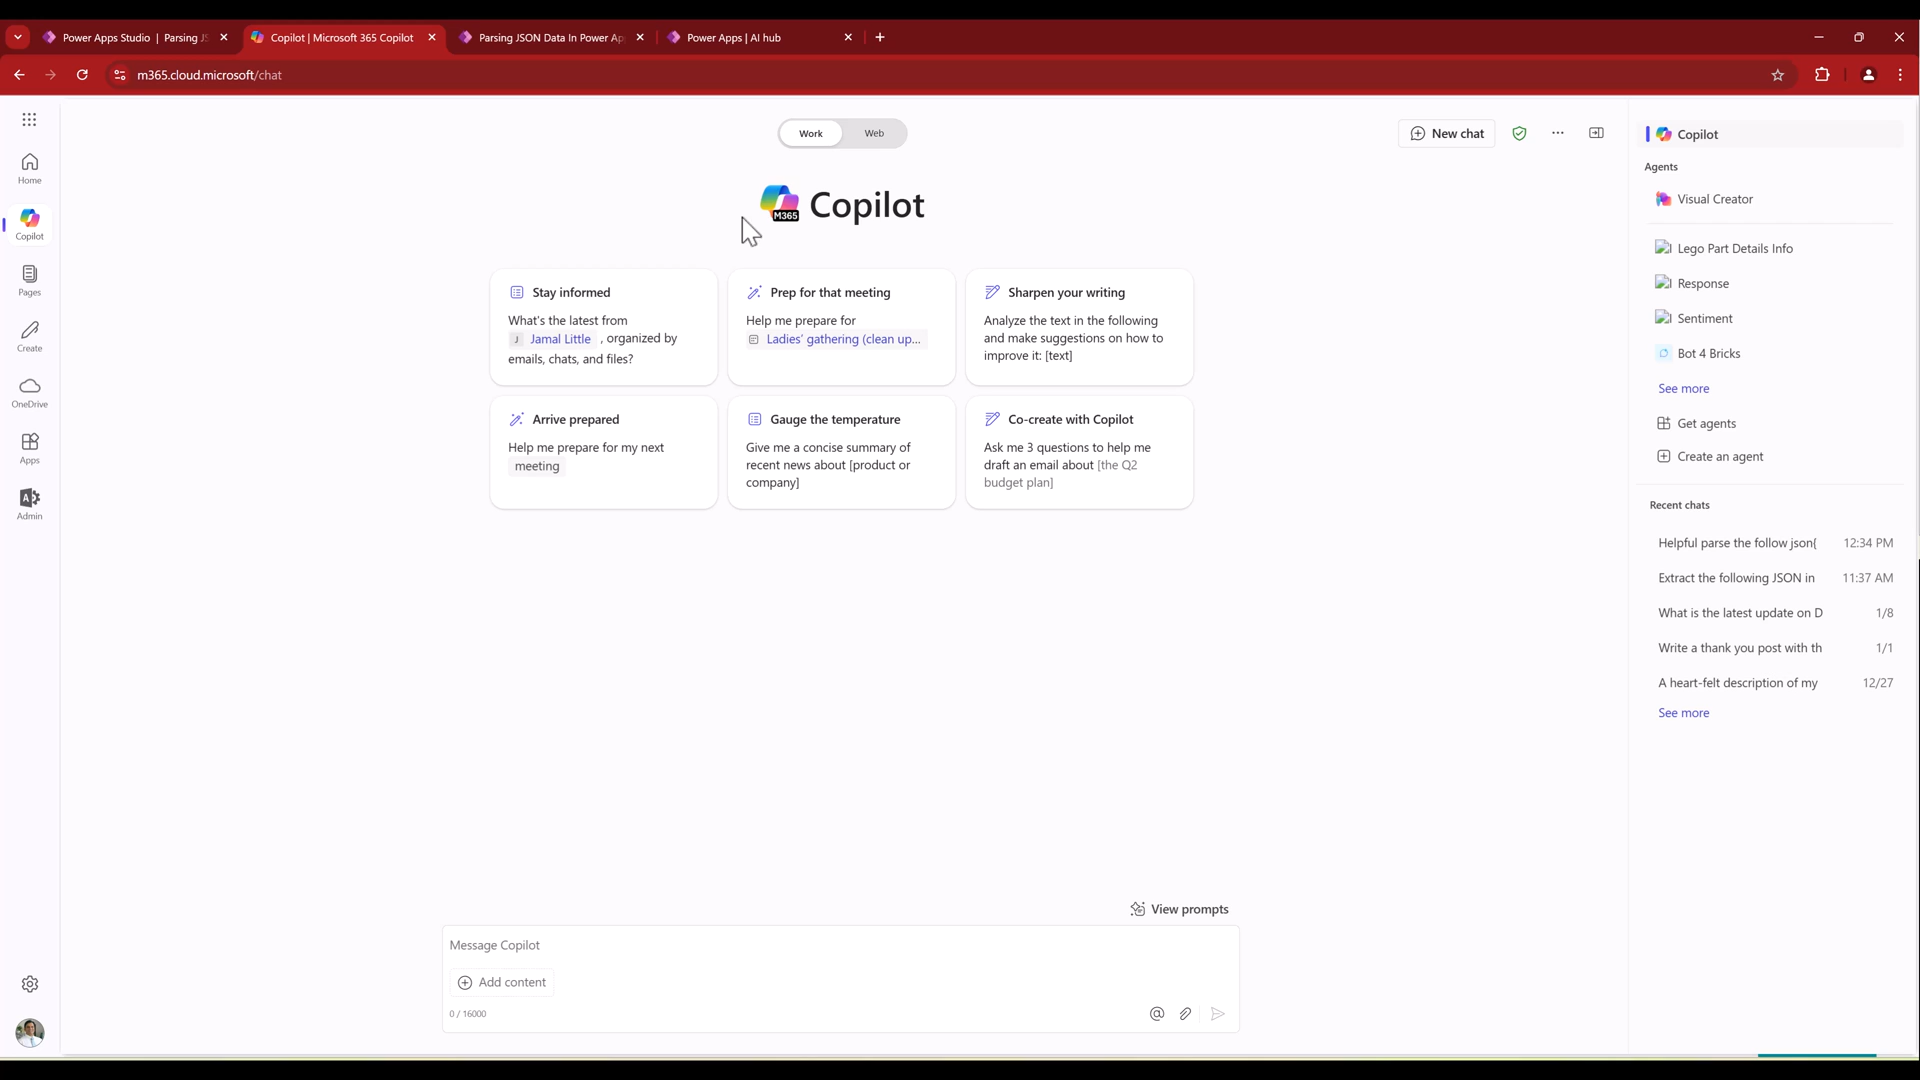 Power Apps Studio | Parsing JS
Copilot | Microsoft 365 Copilot
Parsing JSON Data In Power Ap
Power Apps | AI hub
m365.cloud.microsoft/chat
Home
Copilot
Pages
Create
OneDrive
Apps
Admin
Work
Web
New chat
M365
Copilot
Stay informed
What's the latest from
J Jamal Little , organized by
emails, chats, and files?
Prep for that meeting
Help me prepare for
Ladies' gathering (clean up...
Sharpen your writing
Analyze the text in the following
and make suggestions on how to
improve it: [text]
Arrive prepared
Help me prepare for my next
meeting
Gauge the temperature
Give me a concise summary of
recent news about [product or
company]
Co-create with Copilot
Ask me 3 questions to help me
draft an email about [the Q2
budget plan]
View prompts
Message Copilot
Add content
0 / 16000
Copilot
Agents
Visual Creator
Lego Part Details Info
Response
Sentiment
Bot 4 Bricks
See more
Get agents
Create an agent
Recent chats
Helpful parse the follow json{ 12:34 PM
Extract the following JSON in 11:37 AM
What is the latest update on D 1/8
Write a thank you post with th 1/1
A heart-felt description of my 12/27
See more